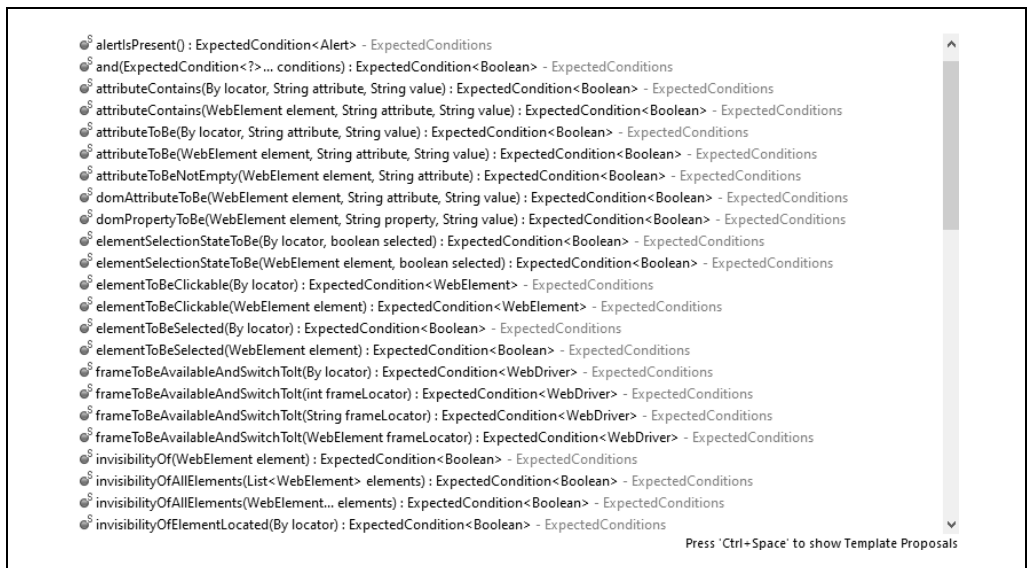 S alertIsPresent() : ExpectedCondition<Alert> - ExpectedConditions
S and(ExpectedCondition<?>... conditions) : ExpectedCondition<Boolean> - ExpectedConditions
S attributeContains(By locator, String attribute, String value) : ExpectedCondition<Boolean> - ExpectedConditions
S attributeContains(WebElement element, String attribute, String value) : ExpectedCondition<Boolean> - ExpectedConditions
S attributeToBe(By locator, String attribute, String value) : ExpectedCondition<Boolean> - ExpectedConditions
S attributeToBe(WebElement element, String attribute, String value) : ExpectedCondition<Boolean> - ExpectedConditions
S attributeToBeNotEmpty(WebElement element, String attribute) : ExpectedCondition<Boolean> - ExpectedConditions
S domAttributeToBe(WebElement element, String attribute, String value) : ExpectedCondition<Boolean> - ExpectedConditions
S domPropertyToBe(WebElement element, String property, String value) : ExpectedCondition<Boolean> - ExpectedConditions
S elementSelectionStateToBe(By locator, boolean selected) : ExpectedCondition<Boolean> - ExpectedConditions
S elementSelectionStateToBe(WebElement element, boolean selected) : ExpectedCondition<Boolean> - ExpectedConditions
S elementToBeClickable(By locator) : ExpectedCondition<WebElement> - ExpectedConditions
S elementToBeClickable(WebElement element) : ExpectedCondition<WebElement> - ExpectedConditions
S elementToBeSelected(By locator) : ExpectedCondition<Boolean> - ExpectedConditions
S elementToBeSelected(WebElement element) : ExpectedCondition<Boolean> - ExpectedConditions
S frameToBeAvailableAndSwitchToIt(By locator) : ExpectedCondition<WebDriver> - ExpectedConditions
S frameToBeAvailableAndSwitchToIt(int frameLocator) : ExpectedCondition<WebDriver> - ExpectedConditions
S frameToBeAvailableAndSwitchToIt(String frameLocator) : ExpectedCondition<WebDriver> - ExpectedConditions
S frameToBeAvailableAndSwitchToIt(WebElement frameLocator) : ExpectedCondition<WebDriver> - ExpectedConditions
S invisibilityOf(WebElement element) : ExpectedCondition<Boolean> - ExpectedConditions
S invisibilityOfAllElements(List<WebElement> elements) : ExpectedCondition<Boolean> - ExpectedConditions
S invisibilityOfAllElements(WebElement... elements) : ExpectedCondition<Boolean> - ExpectedConditions
S invisibilityOfElementLocated(By locator) : ExpectedCondition<Boolean> - ExpectedConditions
Press 'Ctrl+Space' to show Template Proposals